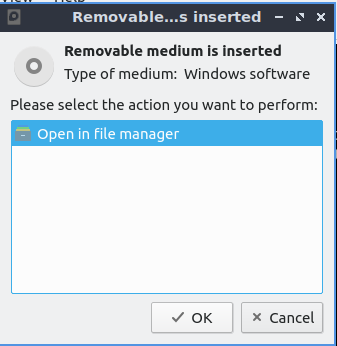 Removable...s inserted
Removable medium is inserted
Type of medium: Windows software
Please select the action you want to perform:
Open in file manager
OK
Cancel